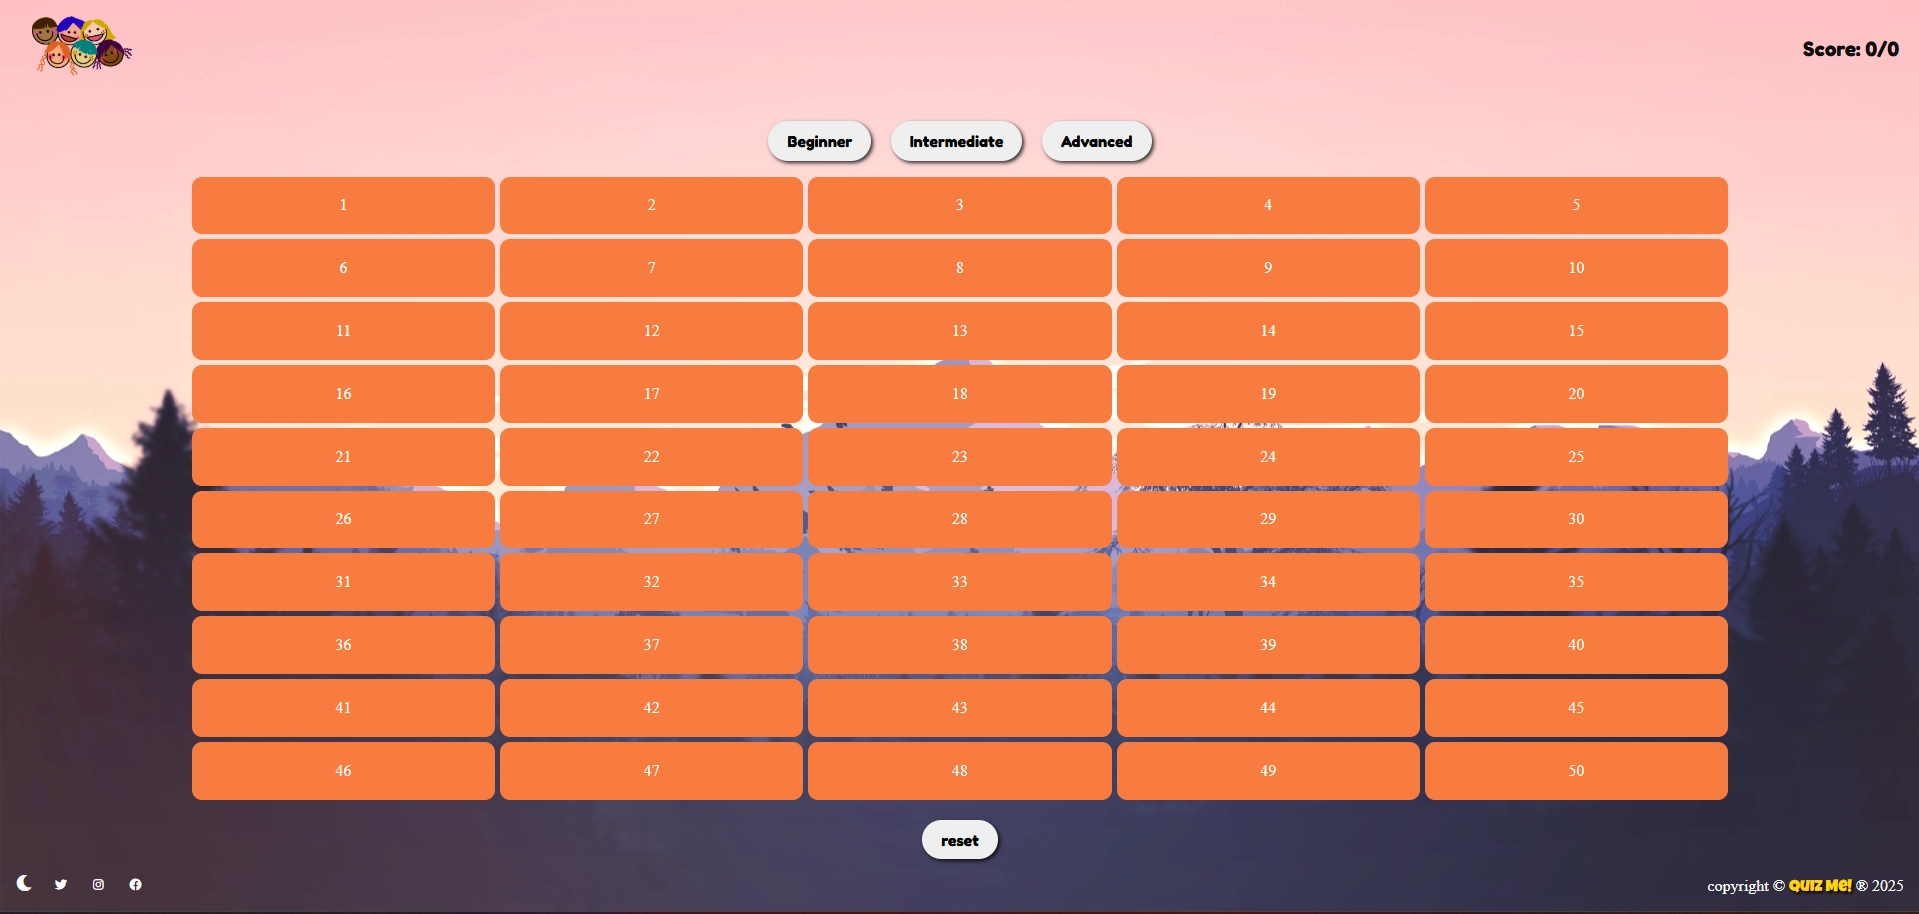 Score: 0/0
Beginner Intermediate Advanced
1 2 3 4 5
6 7 8 9 10
11 12 13 14 15
16 17 18 19 20
21 22 23 24 25
26 27 28 29 30
31 32 33 34 35
36 37 38 39 40
41 42 43 44 45
46 47 48 49 50
reset
copyright © QUIZ ME! ® 2025